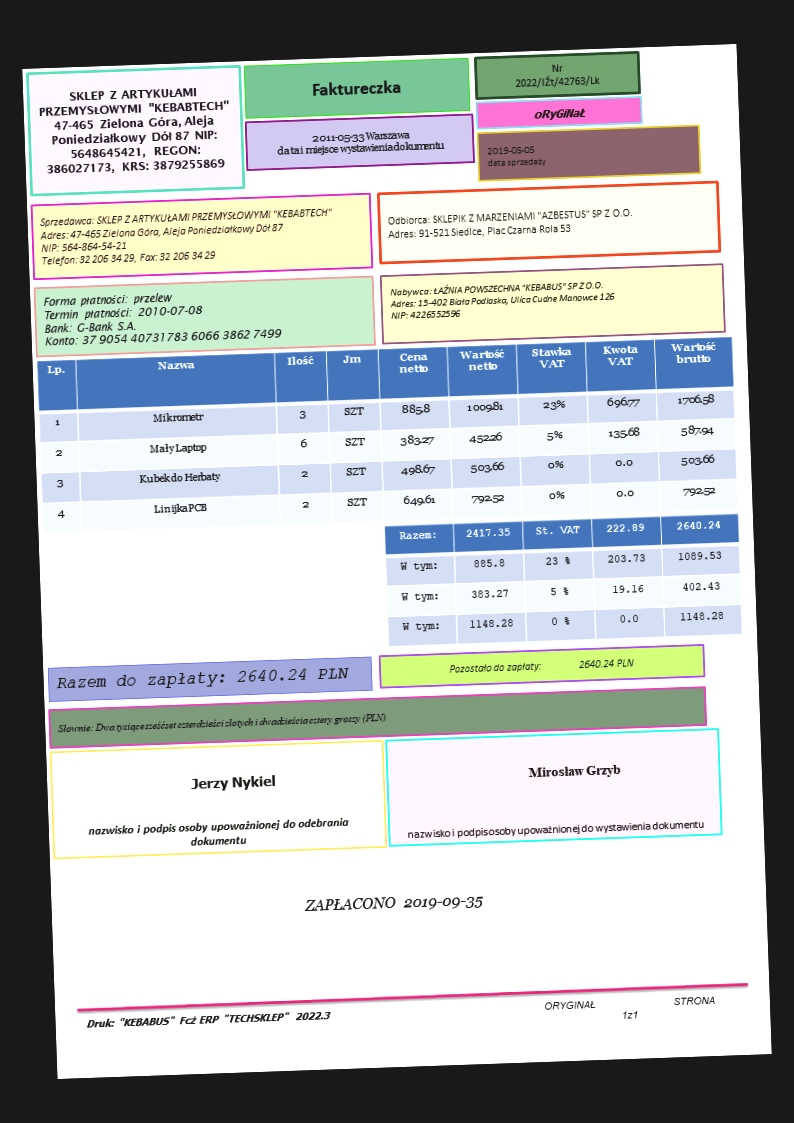 SKLEP Z ARTYKUŁAMI
PRZEMYSŁOWYMI "KEBABTECH"
47-465 Zielona Góra, Aleja
Poniedziałkowy Dół 87 NIP:
5648645421, REGON:
386027173, KRS: 3879255869
Faktureczka
2011-05-33 Warszawa
data i miejsce wystawienia dokumentu
Nr
2022/IŻt/42763/Lk
oRyGiNaŁ
2019-05-05
data sprzedaży
Sprzedawca: SKLEP Z ARTYKUŁAMI PRZEMYSŁOWYMI "KEBABTECH"
Adres: 47-465 Zielona Góra, Aleja Poniedziałkowy Dół 87
NIP: 564-864-54-21
Telefon: 32 206 34 29, Fax: 32 206 34 29
Odbiorca: SKLEPIK Z MARZENIAMI "AZBESTUS" SP Z O.O.
Adres: 91-521 Siedlce, Plac Czarna Rola 53
Forma płatności: przelew
Termin płatności: 2010-07-08
Bank: G-Bank S.A.
Konto: 37 9054 4073 1783 6066 3862 7499
Nabywca: ŁAŹNIA POWSZECHNA "KEBABUS" SP Z O.O.
Adres: 15-402 Biała Podlaska, Ulica Cudne Manowce 126
NIP: 4226552596
Lp. Nazwa Ilość Jm Cena netto Wartość netto Stawka VAT Kwota VAT Wartość brutto
1 Mikrometr 3 SZT 885.8 1009.81 23% 696.77 1706.58
2 Mały Laptop 6 SZT 383.27 452.26 5% 135.68 587.94
3 Kubek do Herbaty 2 SZT 498.67 503.66 0% 0.0 503.66
4 Linijka PCB 2 SZT 649.61 792.52 0% 0.0 792.52
Razem: 2417.35 St. VAT 222.89 2640.24
W tym: 885.8 23 % 203.73 1089.53
W tym: 383.27 5 % 19.16 402.43
W tym: 1148.28 0 % 0.0 1148.28
Razem do zapłaty: 2640.24 PLN
Pozostało do zapłaty: 2640.24 PLN
Słownie: Dwa tysiące sześćset czterdzieści złotych i dwadzieścia cztery groszy (PLN)
Jerzy Nykiel
nazwisko i podpis osoby upoważnionej do odebrania
dokumentu
Mirosław Grzyb
nazwisko i podpis osoby upoważnionej do wystawienia dokumentu
ZAPŁACONO 2019-09-35
Druk: "KEBABUS" Fcż ERP "TECHSKLEP" 2022.3
ORYGINAŁ STRONA
1z1